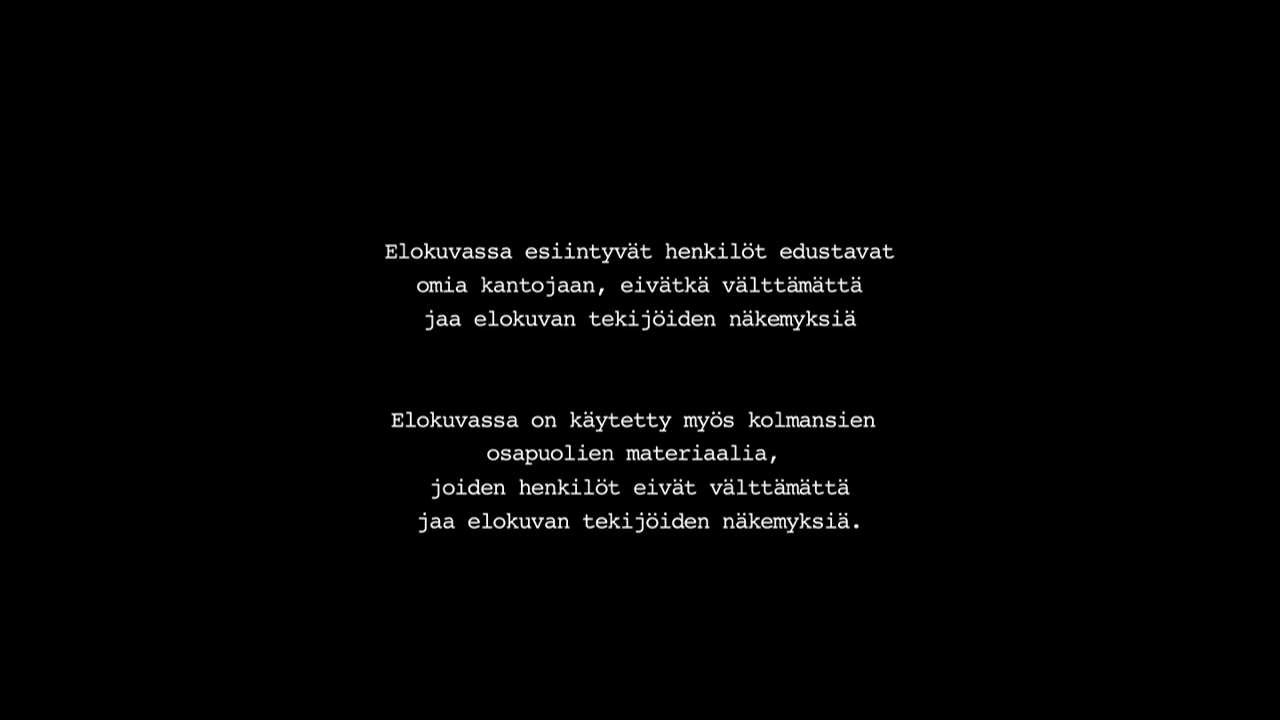 Elokuvassa esiintyvät henkilöt edustavat
omia kantojaan, eivätkä välttämättä
jaa elokuvan tekijöiden näkemyksiä
Elokuvassa on käytetty myös kolmansien
osapuolien materiaalia,
joiden henkilöt eivät välttämättä
jaa elokuvan tekijöiden näkemyksiä.